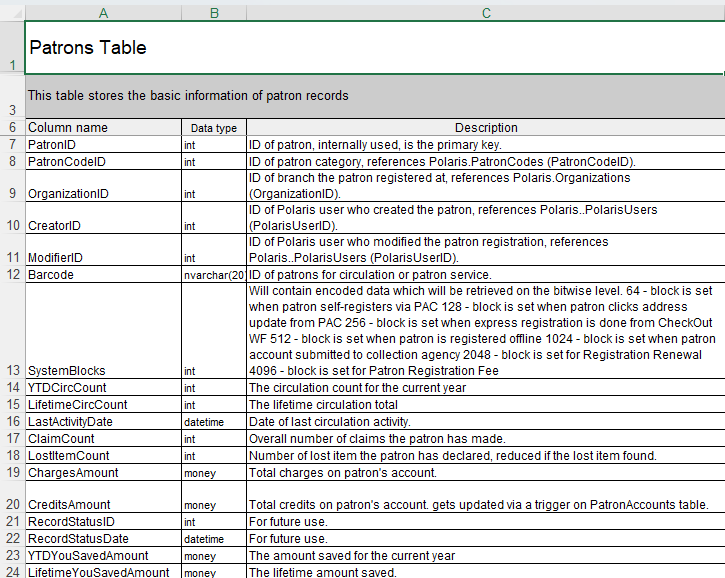 A B C
1 Patrons Table
3 This table stores the basic information of patron records
6 Column name Data type Description
7 PatronID int ID of patron, internally used, is the primary key.
8 PatronCodeID int ID of patron category, references Polaris.PatronCodes (PatronCodeID).
ID of branch the patron registered at, references Polaris.Organizations
9 OrganizationID int (OrganizationID).
ID of Polaris user who created the patron, references Polaris..PolarisUsers
10 CreatorID int (PolarisUserID).
ID of Polaris user who modified the patron registration, references
11 ModifierID int Polaris..PolarisUsers (PolarisUserID).
12 Barcode nvarchar(20) ID of patrons for circulation or patron service.
Will contain encoded data which will be retrieved on the bitwise level. 64 - block is set
when patron self-registers via PAC 128 - block is set when patron clicks address
update from PAC 256 - block is set when express registration is done from CheckOut
WF 512 - block is set when patron is registered offline 1024 - block is set when patron
account submitted to collection agency 2048 - block is set for Registration Renewal
13 SystemBlocks int 4096 - block is set for Patron Registration Fee
14 YTDCircCount int The circulation count for the current year
15 LifetimeCircCount int The lifetime circulation total
16 LastActivityDate datetime Date of last circulation activity.
17 ClaimCount int Overall number of claims the patron has made.
18 LostItemCount int Number of lost item the patron has declared, reduced if the lost item found.
19 ChargesAmount money Total charges on patron's account.
20 CreditsAmount money Total credits on patron's account. gets updated via a trigger on PatronAccounts table.
21 RecordStatusID int For future use.
22 RecordStatusDate datetime For future use.
23 YTDYouSavedAmount money The amount saved for the current year
24 LifetimeYouSavedAmount money The lifetime amount saved.